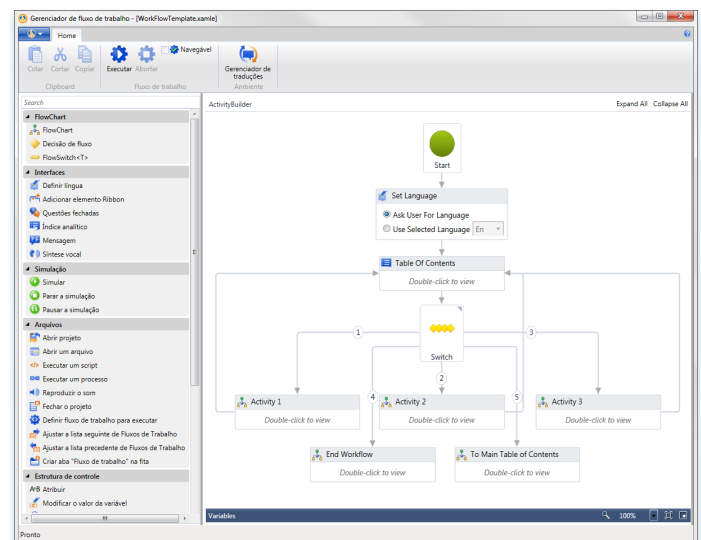 Gerenciador de fluxo de trabalho - [WorkFlowTemplate.xamle]
Home
Colar Cortar Copiar
Clipboard
Executar Abortar
Navegável
Fluxo de trabalho
Gerenciador de
traduções
Ambiente
Search
FlowChart
FlowChart
Decisão de fluxo
FlowSwitch<T>
Interfaces
Definir língua
Adicionar elemento Ribbon
Questões fechadas
Índice analítico
Mensagem
Síntese vocal
Simulação
Simular
Parar a simulação
Pausar a simulação
Arquivos
Abrir projeto
Abrir um arquivo
Executar um script
Executar um processo
Reproduzir o som
Fechar o projeto
Definir fluxo de trabalho para executar
Ajustar a lista seguinte de Fluxos de Trabalho
Ajustar a lista precedente de Fluxos de Trabalho
Criar aba "Fluxo de trabalho" na fita
Estrutura de controle
A+B Atribuir
Modificar o valor da variável
ActivityBuilder
Expand All Collapse All
Start
Set Language
Ask User For Language
Use Selected Language En
Table Of Contents
Double-click to view
Switch
1
3
2
4
5
Activity 1
Double-click to view
Activity 2
Double-click to view
Activity 3
Double-click to view
End Workflow
Double-click to view
To Main Table of Contents
Double-click to view
Variables
100%
Pronto